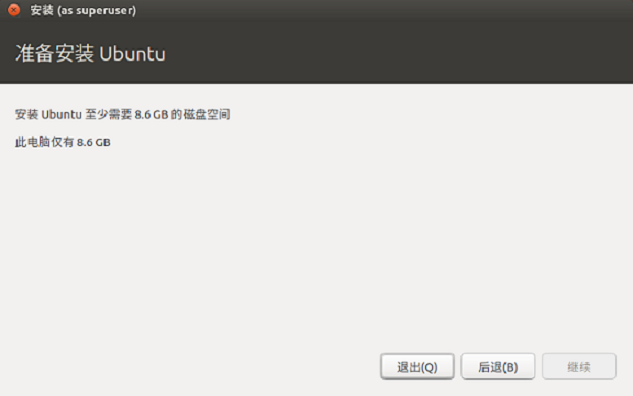 安装 (as superuser)
准备安装 Ubuntu
安装 Ubuntu 至少需要 8.6 GB 的磁盘空间
此电脑仅有 8.6 GB
退出(Q)
后退(B)
继续